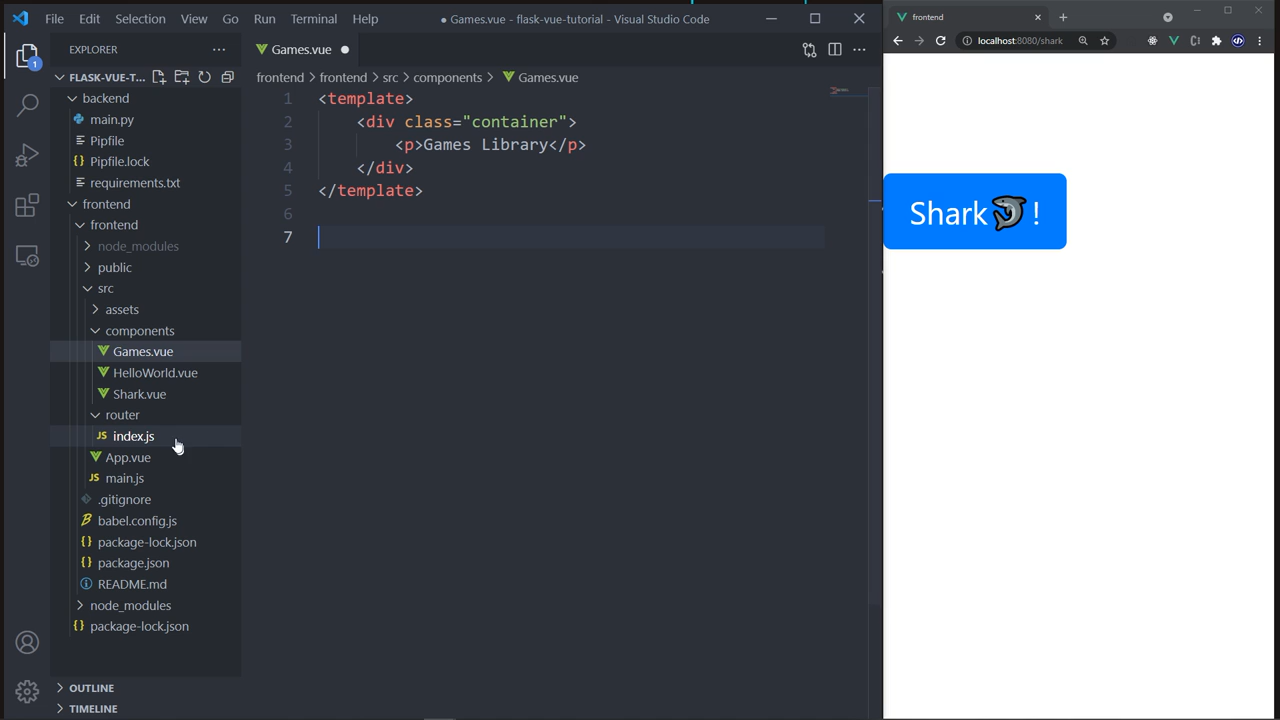 File Edit Selection View Go Run Terminal Help
● Games.vue - flask-vue-tutorial - Visual Studio Code
EXPLORER
FLASK-VUE-T...
backend
main.py
Pipfile
Pipfile.lock
requirements.txt
frontend
frontend
node_modules
public
src
assets
components
Games.vue
HelloWorld.vue
Shark.vue
router
JS index.js
App.vue
JS main.js
.gitignore
babel.config.js
package-lock.json
package.json
README.md
node_modules
package-lock.json
OUTLINE
TIMELINE
1
Games.vue ●
frontend > frontend > src > components > Games.vue
1 <template>
2 <div class="container">
3 <p>Games Library</p>
4 </div>
5 </template>
6
7
frontend
localhost:8080/shark
Shark🦈!